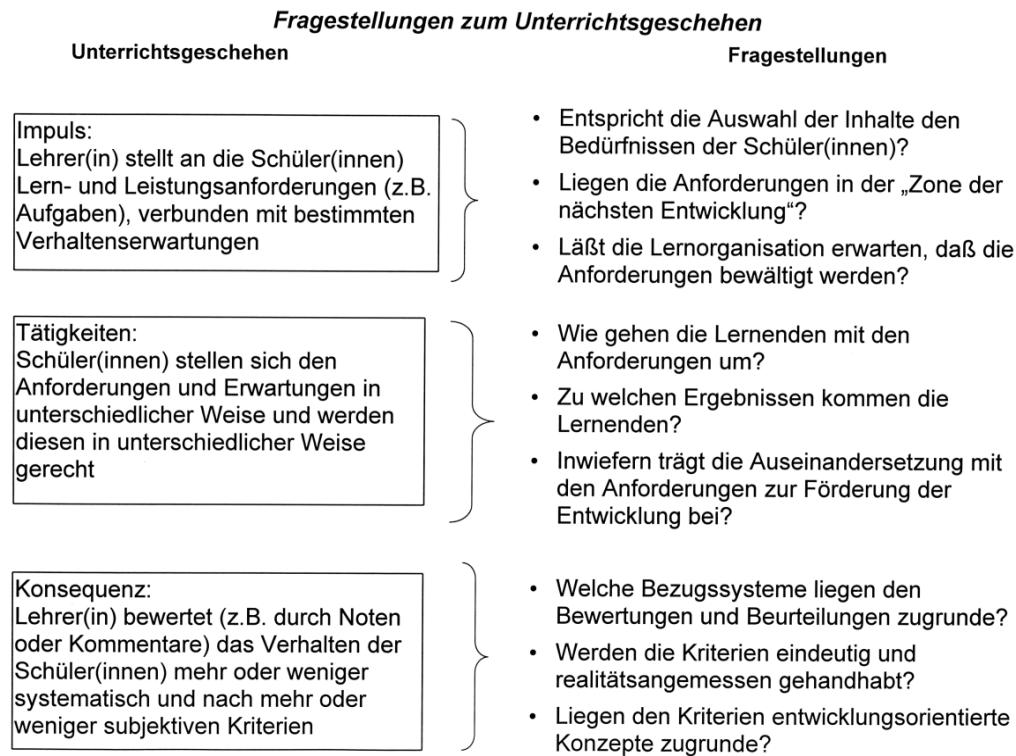 Fragestellungen zum Unterrichtsgeschehen
Unterrichtsgeschehen
Fragestellungen
Impuls:
Lehrer(in) stellt an die Schüler(innen)
Lern- und Leistungsanforderungen (z.B.
Aufgaben), verbunden mit bestimmten
Verhaltenserwartungen
• Entspricht die Auswahl der Inhalte den
Bedürfnissen der Schüler(innen)?
• Liegen die Anforderungen in der „Zone der
nächsten Entwicklung“?
• Läßt die Lernorganisation erwarten, daß die
Anforderungen bewältigt werden?
Tätigkeiten:
Schüler(innen) stellen sich den
Anforderungen und Erwartungen in
unterschiedlicher Weise und werden
diesen in unterschiedlicher Weise
gerecht
• Wie gehen die Lernenden mit den
Anforderungen um?
• Zu welchen Ergebnissen kommen die
Lernenden?
• Inwiefern trägt die Auseinandersetzung mit
den Anforderungen zur Förderung der
Entwicklung bei?
Konsequenz:
Lehrer(in) bewertet (z.B. durch Noten
oder Kommentare) das Verhalten der
Schüler(innen) mehr oder weniger
systematisch und nach mehr oder
weniger subjektiven Kriterien
• Welche Bezugssysteme liegen den
Bewertungen und Beurteilungen zugrunde?
• Werden die Kriterien eindeutig und
realitätsangemessen gehandhabt?
• Liegen den Kriterien entwicklungsorientierte
Konzepte zugrunde?